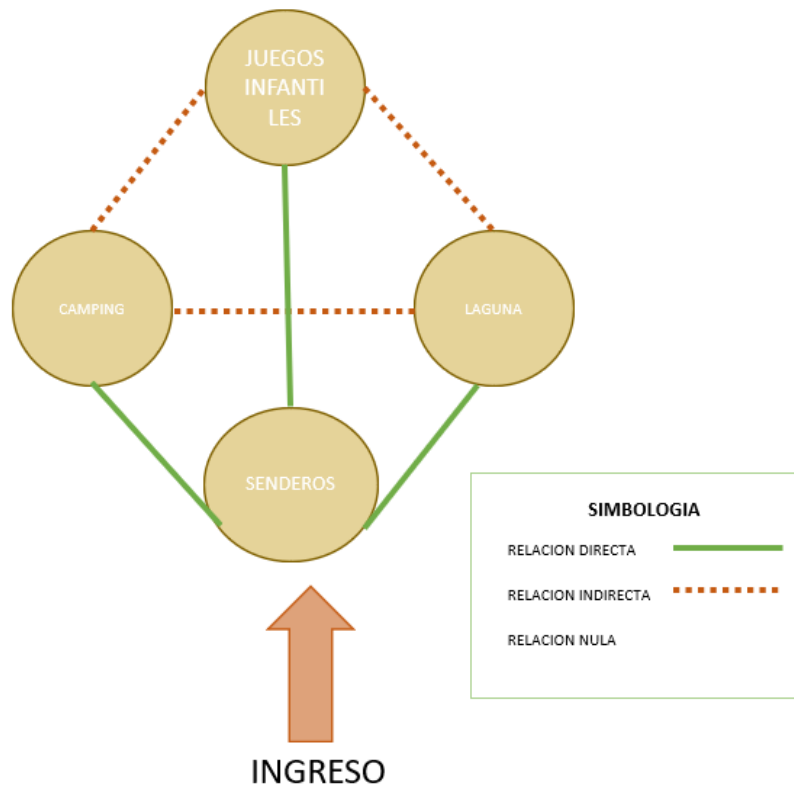 JUEGOS
INFANTI
LES
CAMPING
LAGUNA
SENDEROS
SIMBOLOGIA
RELACION DIRECTA
RELACION INDIRECTA
RELACION NULA
INGRESO